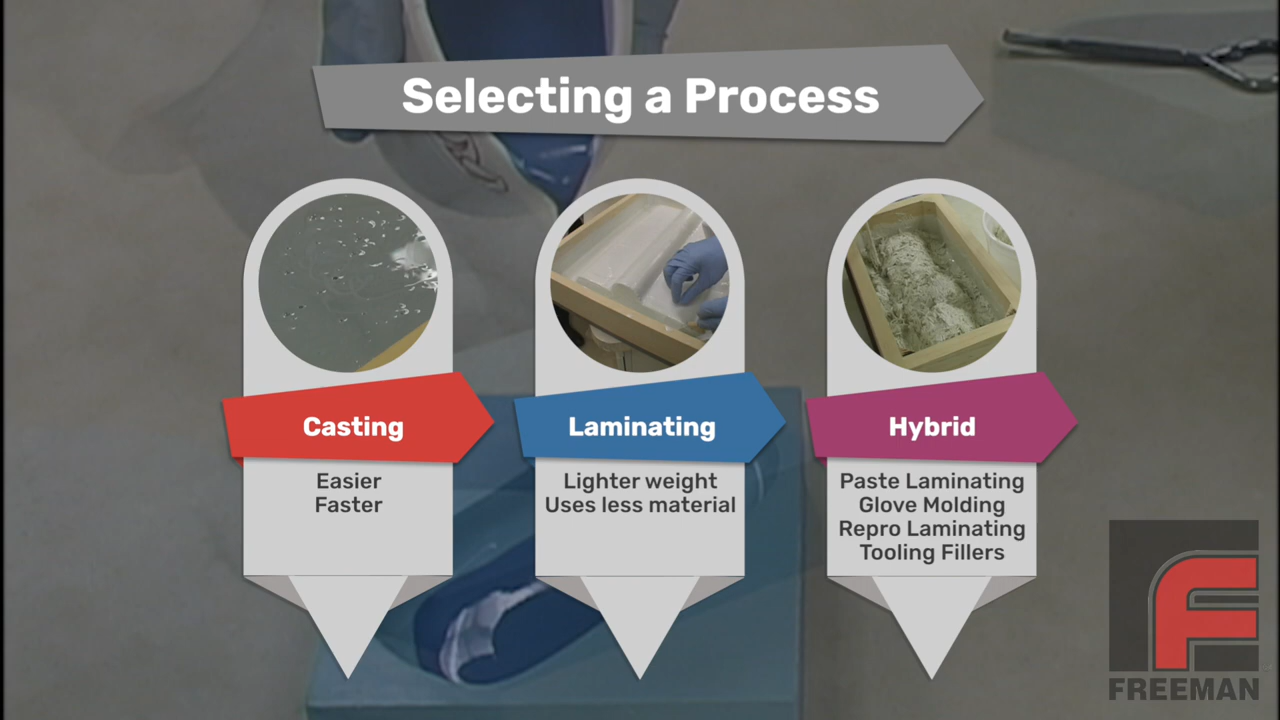 Selecting a Process
Casting
Easier
Faster
Laminating
Lighter weight
Uses less material
Hybrid
Paste Laminating
Glove Molding
Repro Laminating
Tooling Fillers
FREEMAN